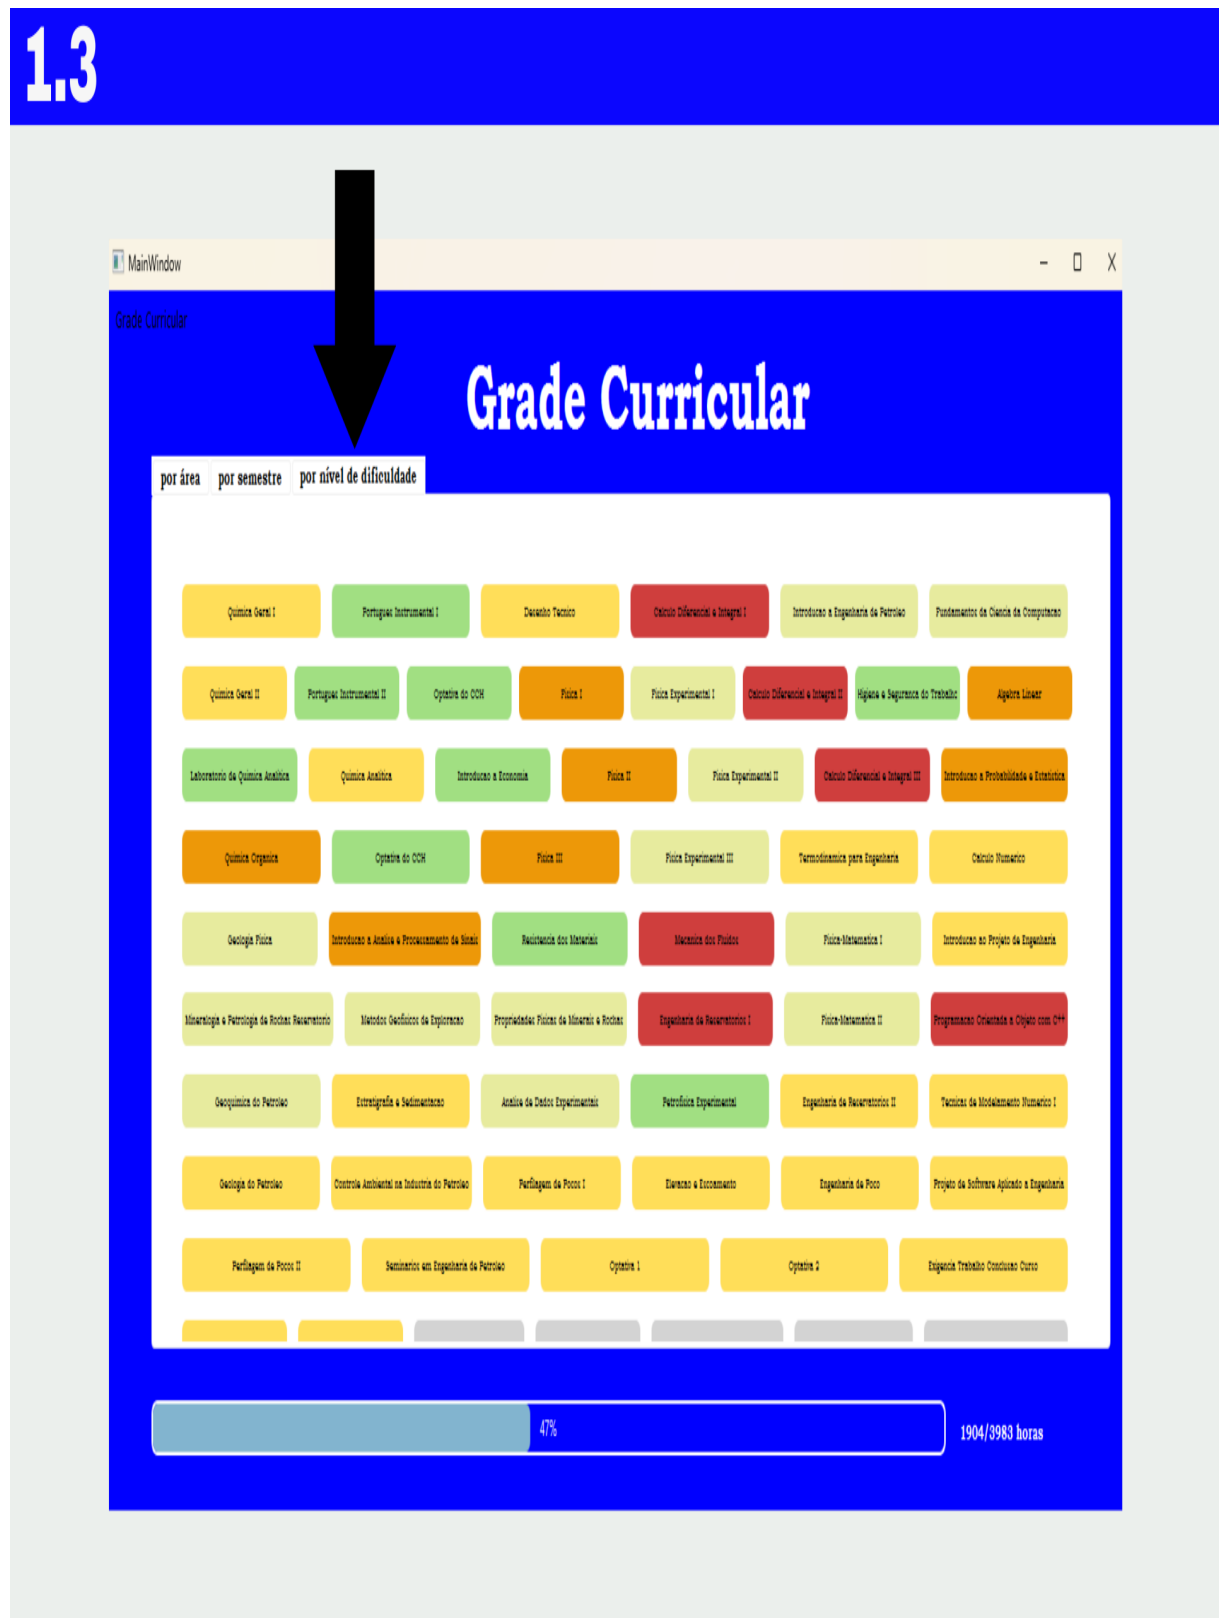 1.3
MainWindow
Grade Curricular
Grade Curricular
por área por semestre por nível de dificuldade
Quimica Geral I Portugues Instrumental I Desenho Tecnico Calculo Diferencial e Integral I Introducao a Engenharia de Petroleo Fundamentos da Ciencia da Computacao
Quimica Geral II Portugues Instrumental II Optativa do CCH Fisica I Fisica Experimental I Calculo Diferencial e Integral II Higiene e Seguranca do Trabalho Algebra Linear
Laboratorio de Quimica Analitica Quimica Analitica Introducao a Economia Fisica II Fisica Experimental II Calculo Diferencial e Integral III Introducao a Probabilidade e Estatistica
Quimica Organica Optativa do CCH Fisica III Fisica Experimental III Termodinamica para Engenharia Calculo Numerico
Geologia Fisica Introducao a Analise e Processamento de Sinais Resistencia dos Materiais Mecanica dos Fluidos Fisica-Matematica I Introducao ao Projeto de Engenharia
Mineralogia e Petrologia de Rochas Reservatorio Metodos Geofisicos de Exploracao Propriedades Fisicas de Minerais e Rochas Engenharia de Reservatorios I Fisica-Matematica II Programacao Orientada a Objeto com C++
Geoquimica do Petroleo Estratigrafia e Sedimentacao Analise de Dados Experimentais Petrofisica Experimental Engenharia de Reservatorios II Tecnicas de Modelamento Numerico I
Geologia do Petroleo Controle Ambiental na Industria do Petroleo Perfilagem de Pocos I Elevacao e Escoamento Engenharia de Poco Projeto de Software Aplicado a Engenharia
Perfilagem de Pocos II Seminarios em Engenharia de Petroleo Optativa 1 Optativa 2 Exigencia Trabalho Conclusao Curso
47%
1904/3983 horas